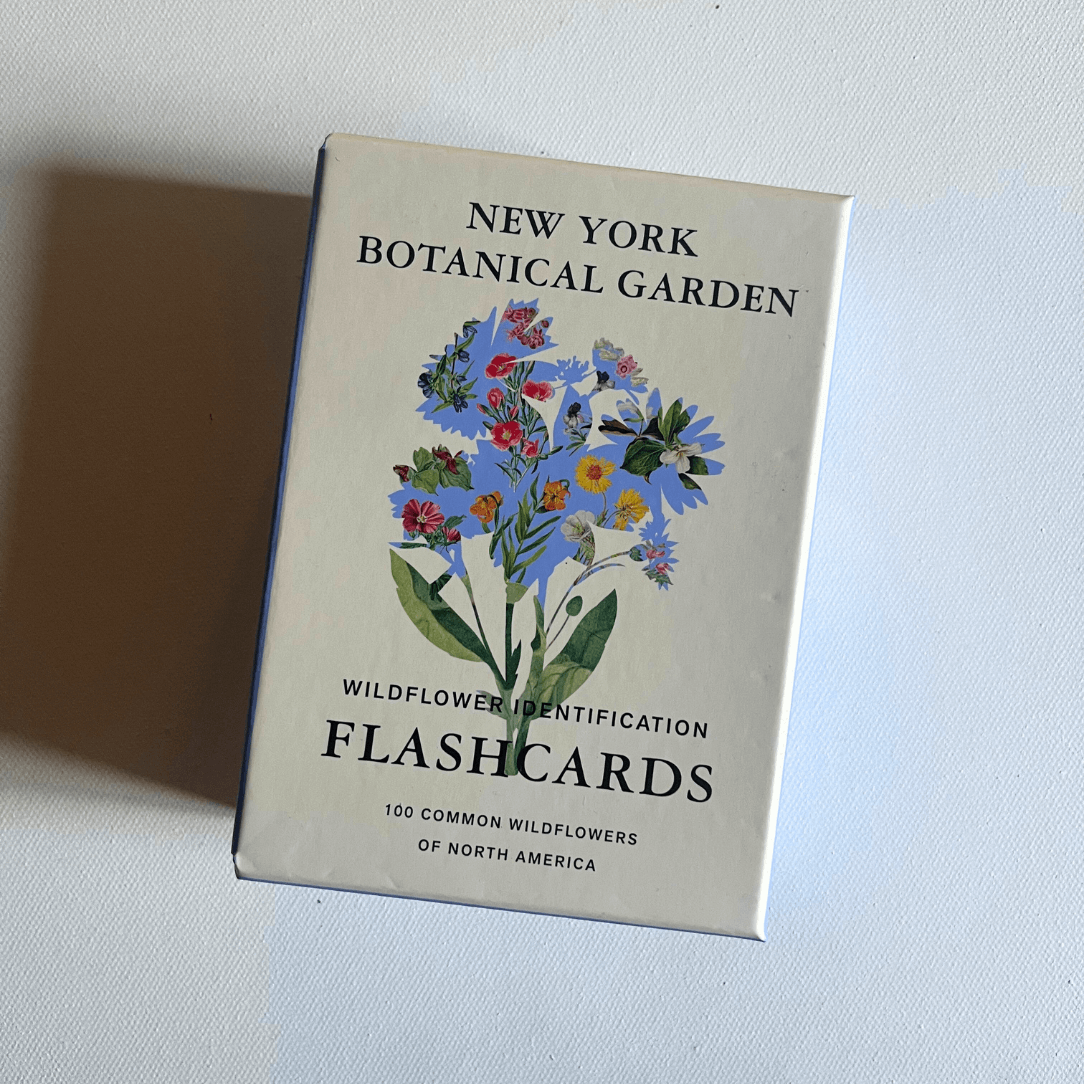 NEW YORK
BOTANICAL GARDEN
WILDFLOWER IDENTIFICATION
FLASHCARDS
100 COMMON WILDFLOWERS
OF NORTH AMERICA